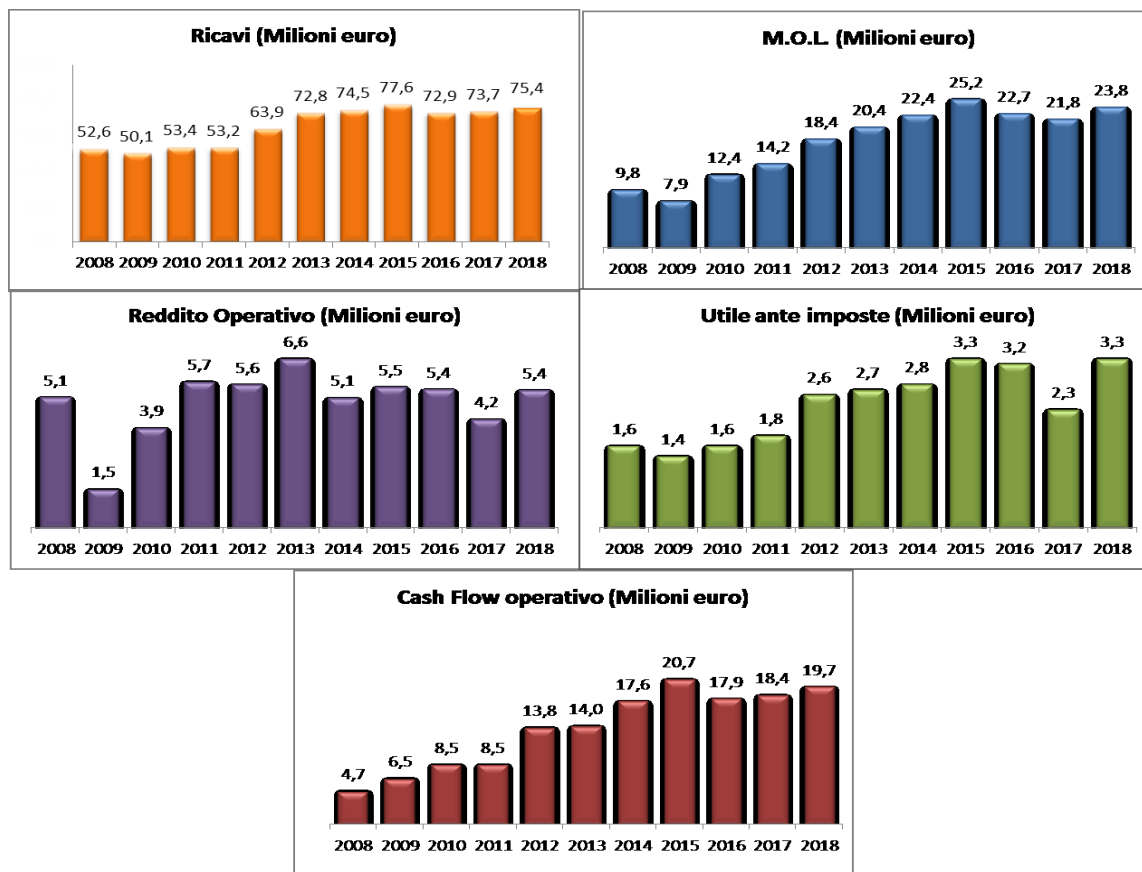 Ricavi (Milioni euro)
52,6 50,1 53,4 53,2 63,9 72,8 74,5 77,6 72,9 73,7 75,4
2008 2009 2010 2011 2012 2013 2014 2015 2016 2017 2018
M.O.L. (Milioni euro)
9,8 7,9 12,4 14,2 18,4 20,4 22,4 25,2 22,7 21,8 23,8
2008 2009 2010 2011 2012 2013 2014 2015 2016 2017 2018
Reddito Operativo (Milioni euro)
5,1 1,5 3,9 5,7 5,6 6,6 5,1 5,5 5,4 4,2 5,4
2008 2009 2010 2011 2012 2013 2014 2015 2016 2017 2018
Utile ante imposte (Milioni euro)
1,6 1,4 1,6 1,8 2,6 2,7 2,8 3,3 3,2 2,3 3,3
2008 2009 2010 2011 2012 2013 2014 2015 2016 2017 2018
Cash Flow operativo (Milioni euro)
4,7 6,5 8,5 8,5 13,8 14,0 17,6 20,7 17,9 18,4 19,7
2008 2009 2010 2011 2012 2013 2014 2015 2016 2017 2018